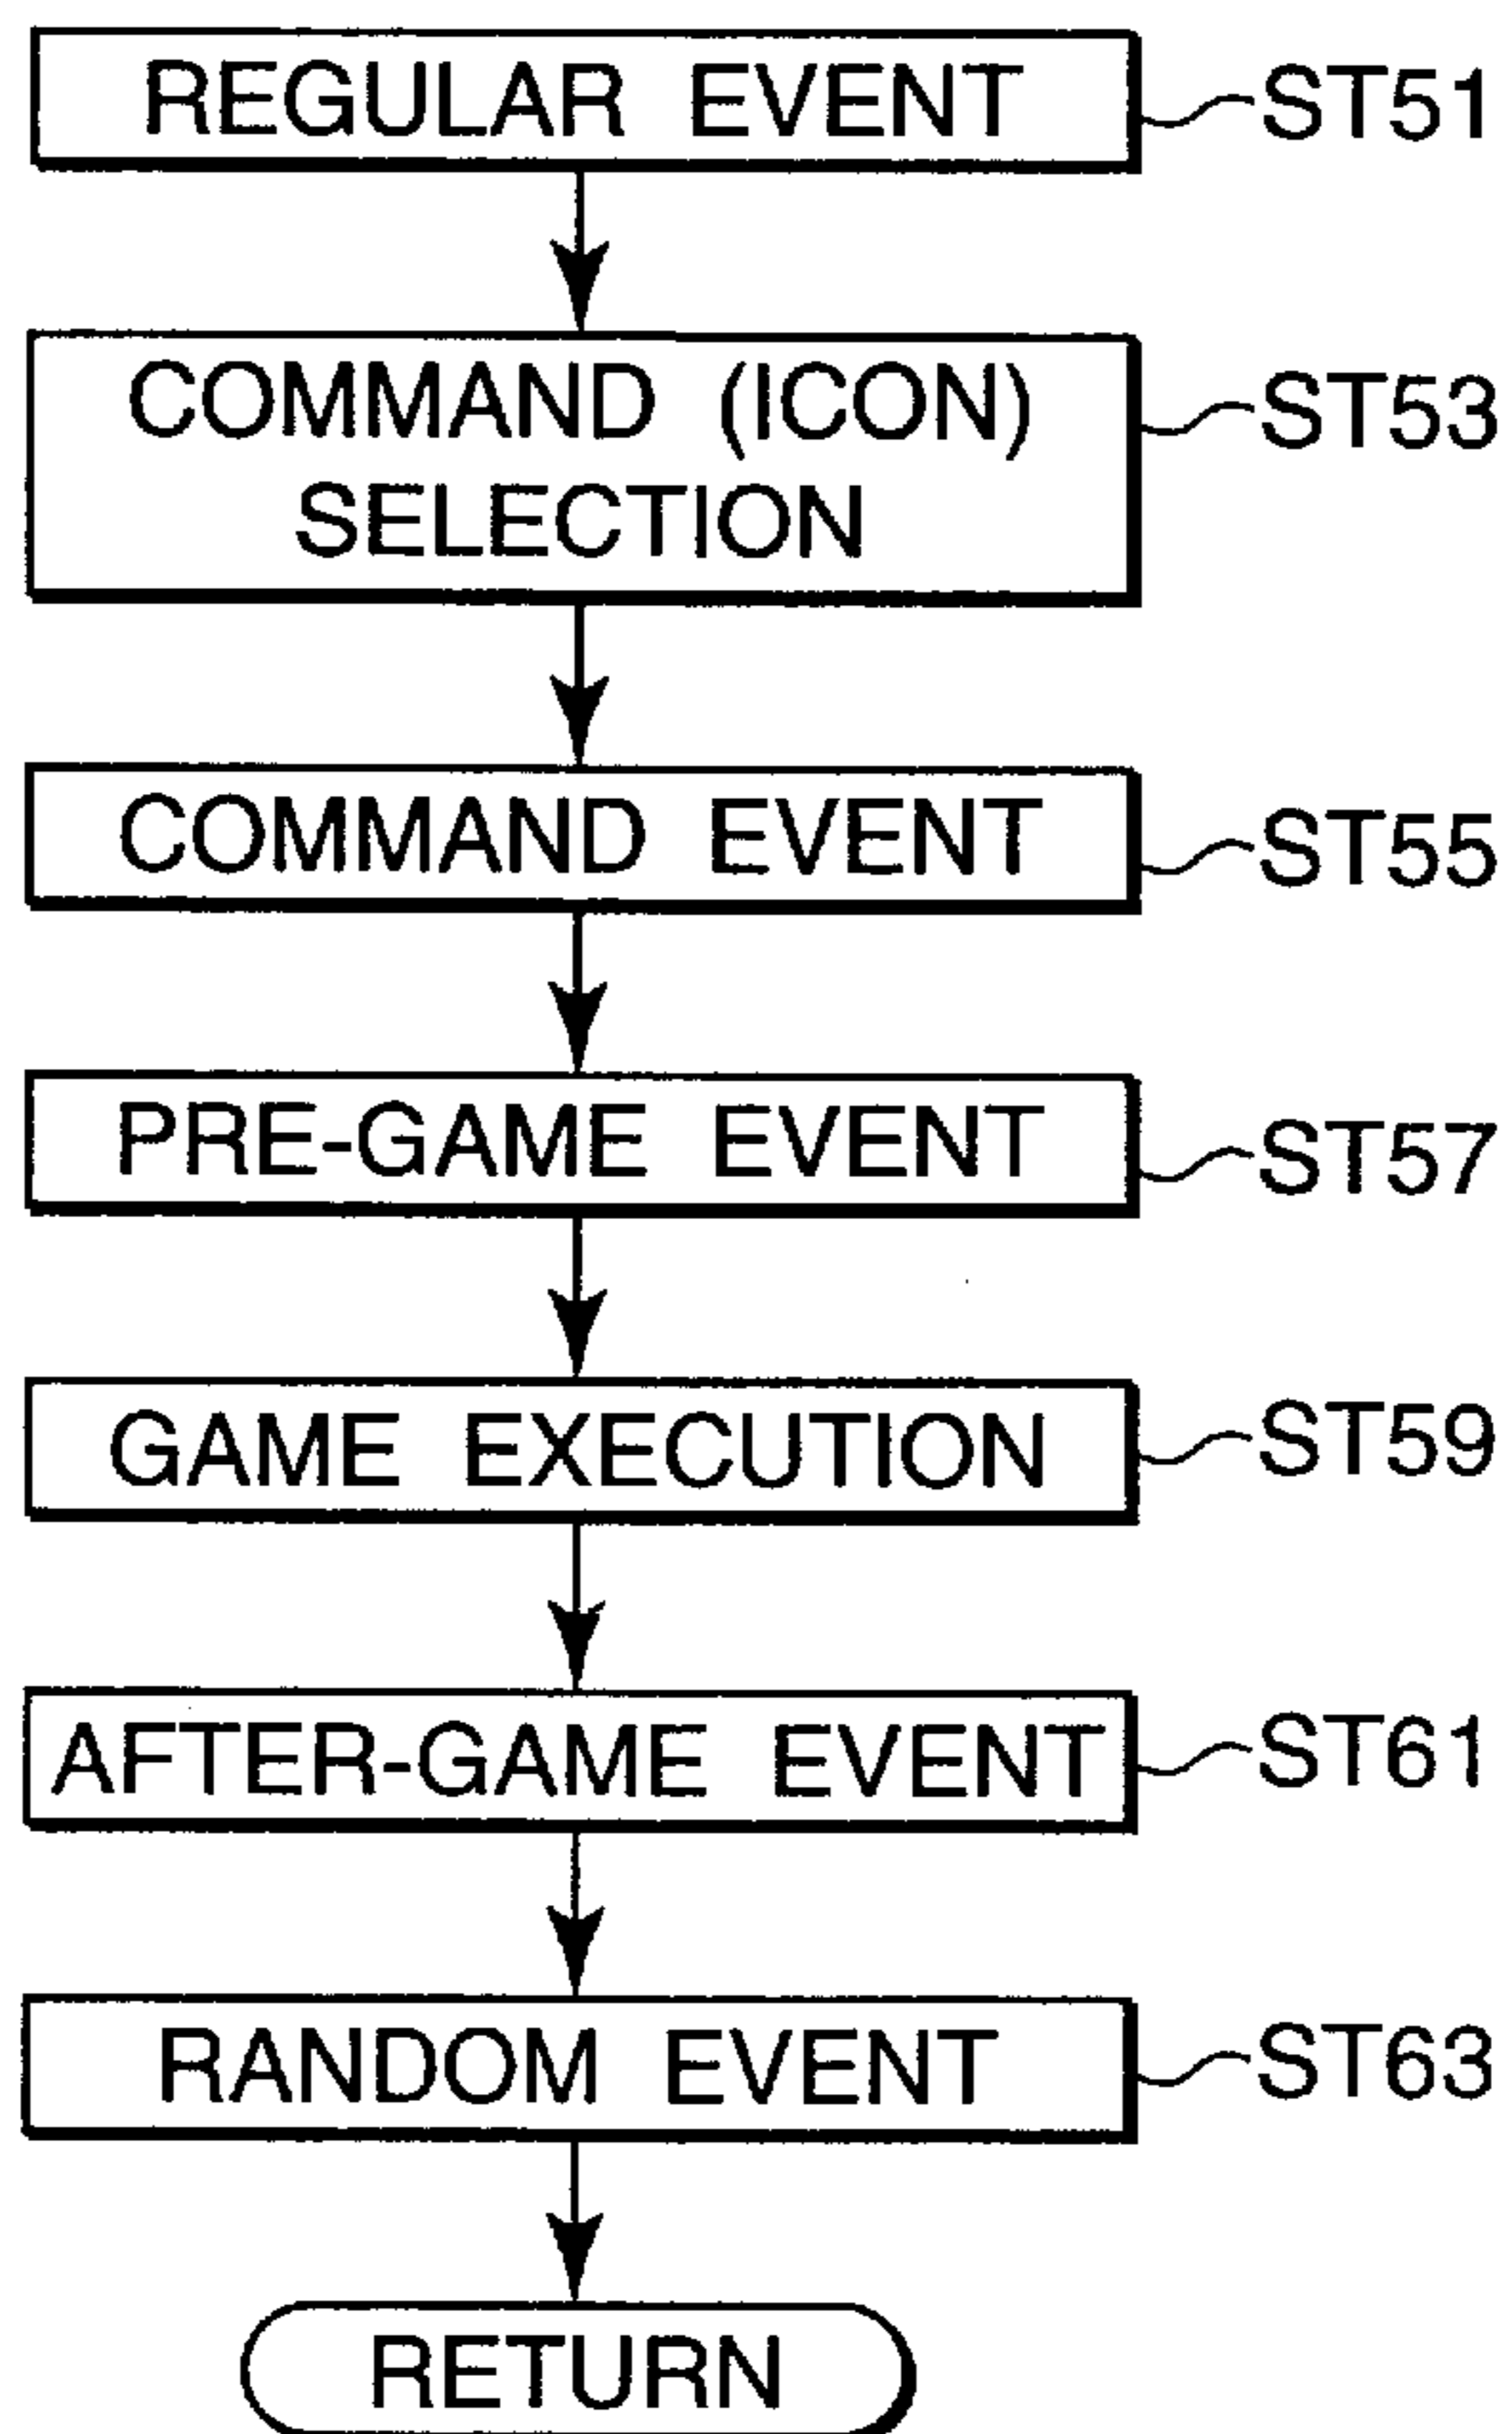 REGULAR EVENT ST51
COMMAND (ICON) ST53
SELECTION
COMMAND EVENT ST55
PRE-GAME EVENT ST57
GAME EXECUTION ST59
AFTER-GAME EVENT ST61
RANDOM EVENT ST63
RETURN